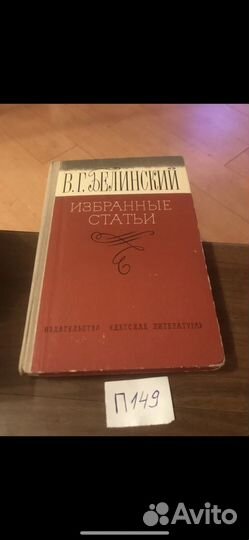 В.Г. БЕЛИНСКИЙ
ИЗБРАННЫЕ
СТАТЬИ
ИЗДАТЕЛЬСТВО «ДЕТСКАЯ ЛИТЕРАТУРА»
П149
Avito